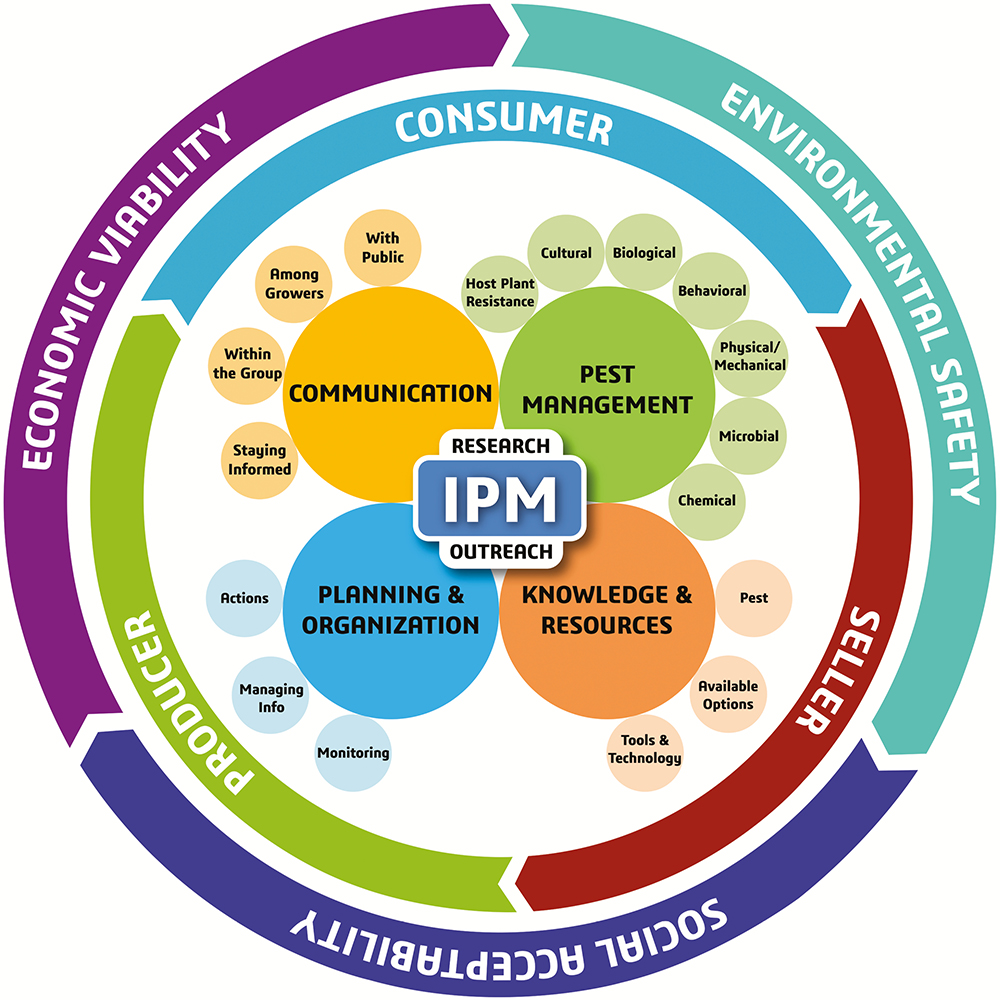 ECONOMIC VIABILITY
ENVIRONMENTAL SAFETY
SOCIAL ACCEPTABILITY
CONSUMER
SELLER
PRODUCER
COMMUNICATION
With
Public
Among
Growers
Within
the Group
Staying
Informed
PEST
MANAGEMENT
Host Plant
Resistance
Cultural
Biological
Behavioral
Physical/
Mechanical
Microbial
Chemical
RESEARCH
IPM
OUTREACH
PLANNING &
ORGANIZATION
Actions
Managing
Info
Monitoring
KNOWLEDGE &
RESOURCES
Pest
Available
Options
Tools &
Technology